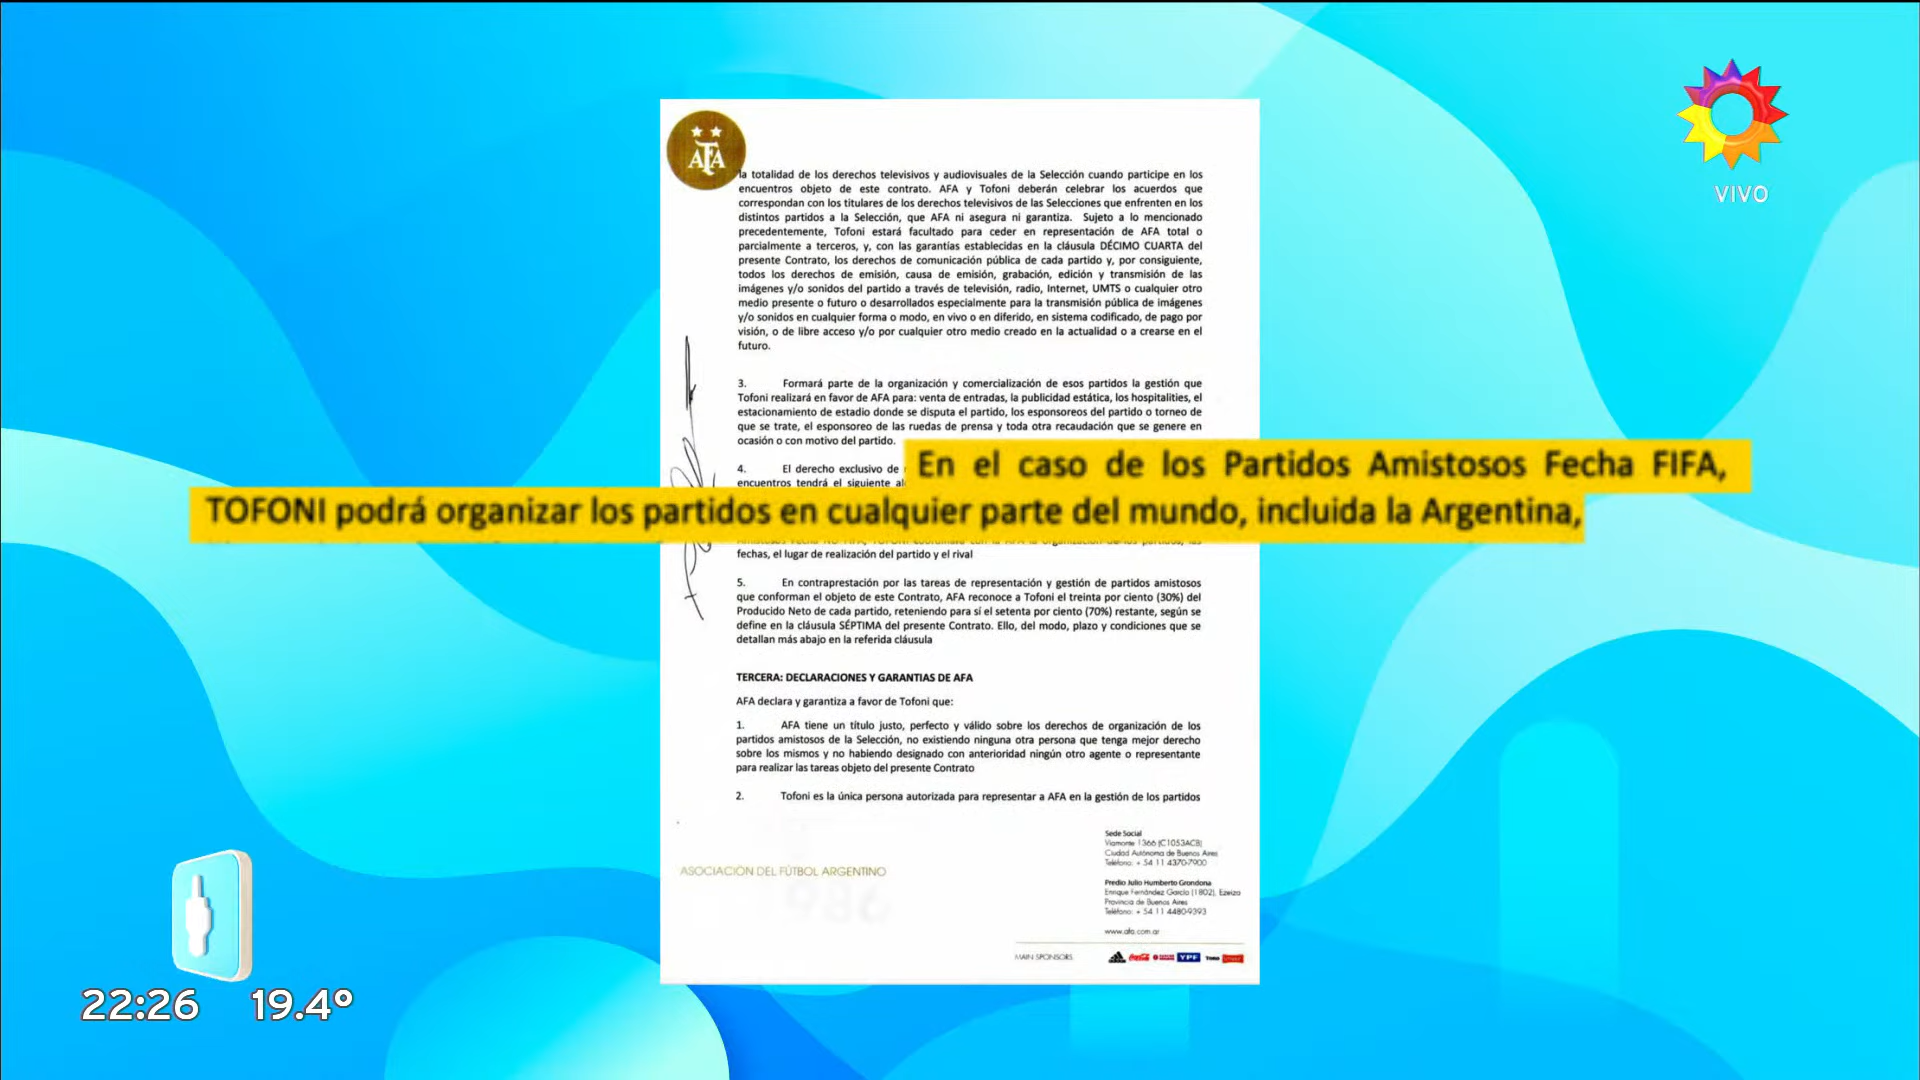 VIVO
AFA
la totalidad de los derechos televisivos y audiovisuales de la Selección cuando participe en los
encuentros objeto de este contrato. AFA y Tofoni deberán celebrar los acuerdos que
correspondan con los titulares de los derechos televisivos de las Selecciones que enfrenten en los
distintos partidos a la Selección, que AFA ni asegura ni garantiza. Sujeto a lo mencionado
precedentemente, Tofoni estará facultado para ceder en representación de AFA total o
parcialmente a terceros, y, con las garantías establecidas en la cláusula DÉCIMO CUARTA del
presente Contrato, los derechos de comunicación pública de cada partido y, por consiguiente,
todos los derechos de emisión, causa de emisión, grabación, edición y transmisión de las
imágenes y/o sonidos del partido a través de televisión, radio, Internet, UMTS o cualquier otro
medio presente o futuro o desarrollados especialmente para la transmisión pública de imágenes
y/o sonidos en cualquier forma o modo, en vivo o en diferido, en sistema codificado, de pago por
visión, o de libre acceso y/o por cualquier otro medio creado en la actualidad o a crearse en el
futuro.
3. Formará parte de la organización y comercialización de esos partidos la gestión que
Tofoni realizará en favor de AFA para: venta de entradas, la publicidad estática, los hospitalities, el
estacionamiento de estadio donde se disputa el partido, los esponsoreos del partido o torneo de
que se trate, el esponsoreo de las ruedas de prensa y toda otra recaudación que se genere en
ocasión o con motivo del partido.
4. El derecho exclusivo de
encuentros tendrá el siguiente
En el caso de los Partidos Amistosos Fecha FIFA,
TOFONI podrá organizar los partidos en cualquier parte del mundo, incluida la Argentina,
fechas, el lugar de realización del partido y el rival
5. En contraprestación por las tareas de representación y gestión de partidos amistosos
que conforman el objeto de este Contrato, AFA reconoce a Tofoni el treinta por ciento (30%) del
Producido Neto de cada partido, reteniendo para sí el setenta por ciento (70%) restante, según se
define en la cláusula SÉPTIMA del presente Contrato. Ello, del modo, plazo y condiciones que se
detallan más abajo en la referida cláusula
TERCERA: DECLARACIONES Y GARANTIAS DE AFA
AFA declara y garantiza a favor de Tofoni que:
1. AFA tiene un título justo, perfecto y válido sobre los derechos de organización de los
partidos amistosos de la Selección, no existiendo ninguna otra persona que tenga mejor derecho
sobre los mismos y no habiendo designado con anterioridad ningún otro agente o representante
para realizar las tareas objeto del presente Contrato
2. Tofoni es la única persona autorizada para representar a AFA en la gestión de los partidos
ASOCIACIÓN DEL FÚTBOL ARGENTINO
Sede Social
Viamonte 1366 (C1053ACB)
Ciudad Autónoma de Buenos Aires
Teléfono: + 54 11 4370-7900
Predio Julio Humberto Grondona
Enrique Fernández García (1802), Ezeiza
Provincia de Buenos Aires
Teléfono: + 54 11 4480-9393
www.afa.com.ar
MAIN SPONSORS
adidas Coca-Cola YPF
22:26 19.4º